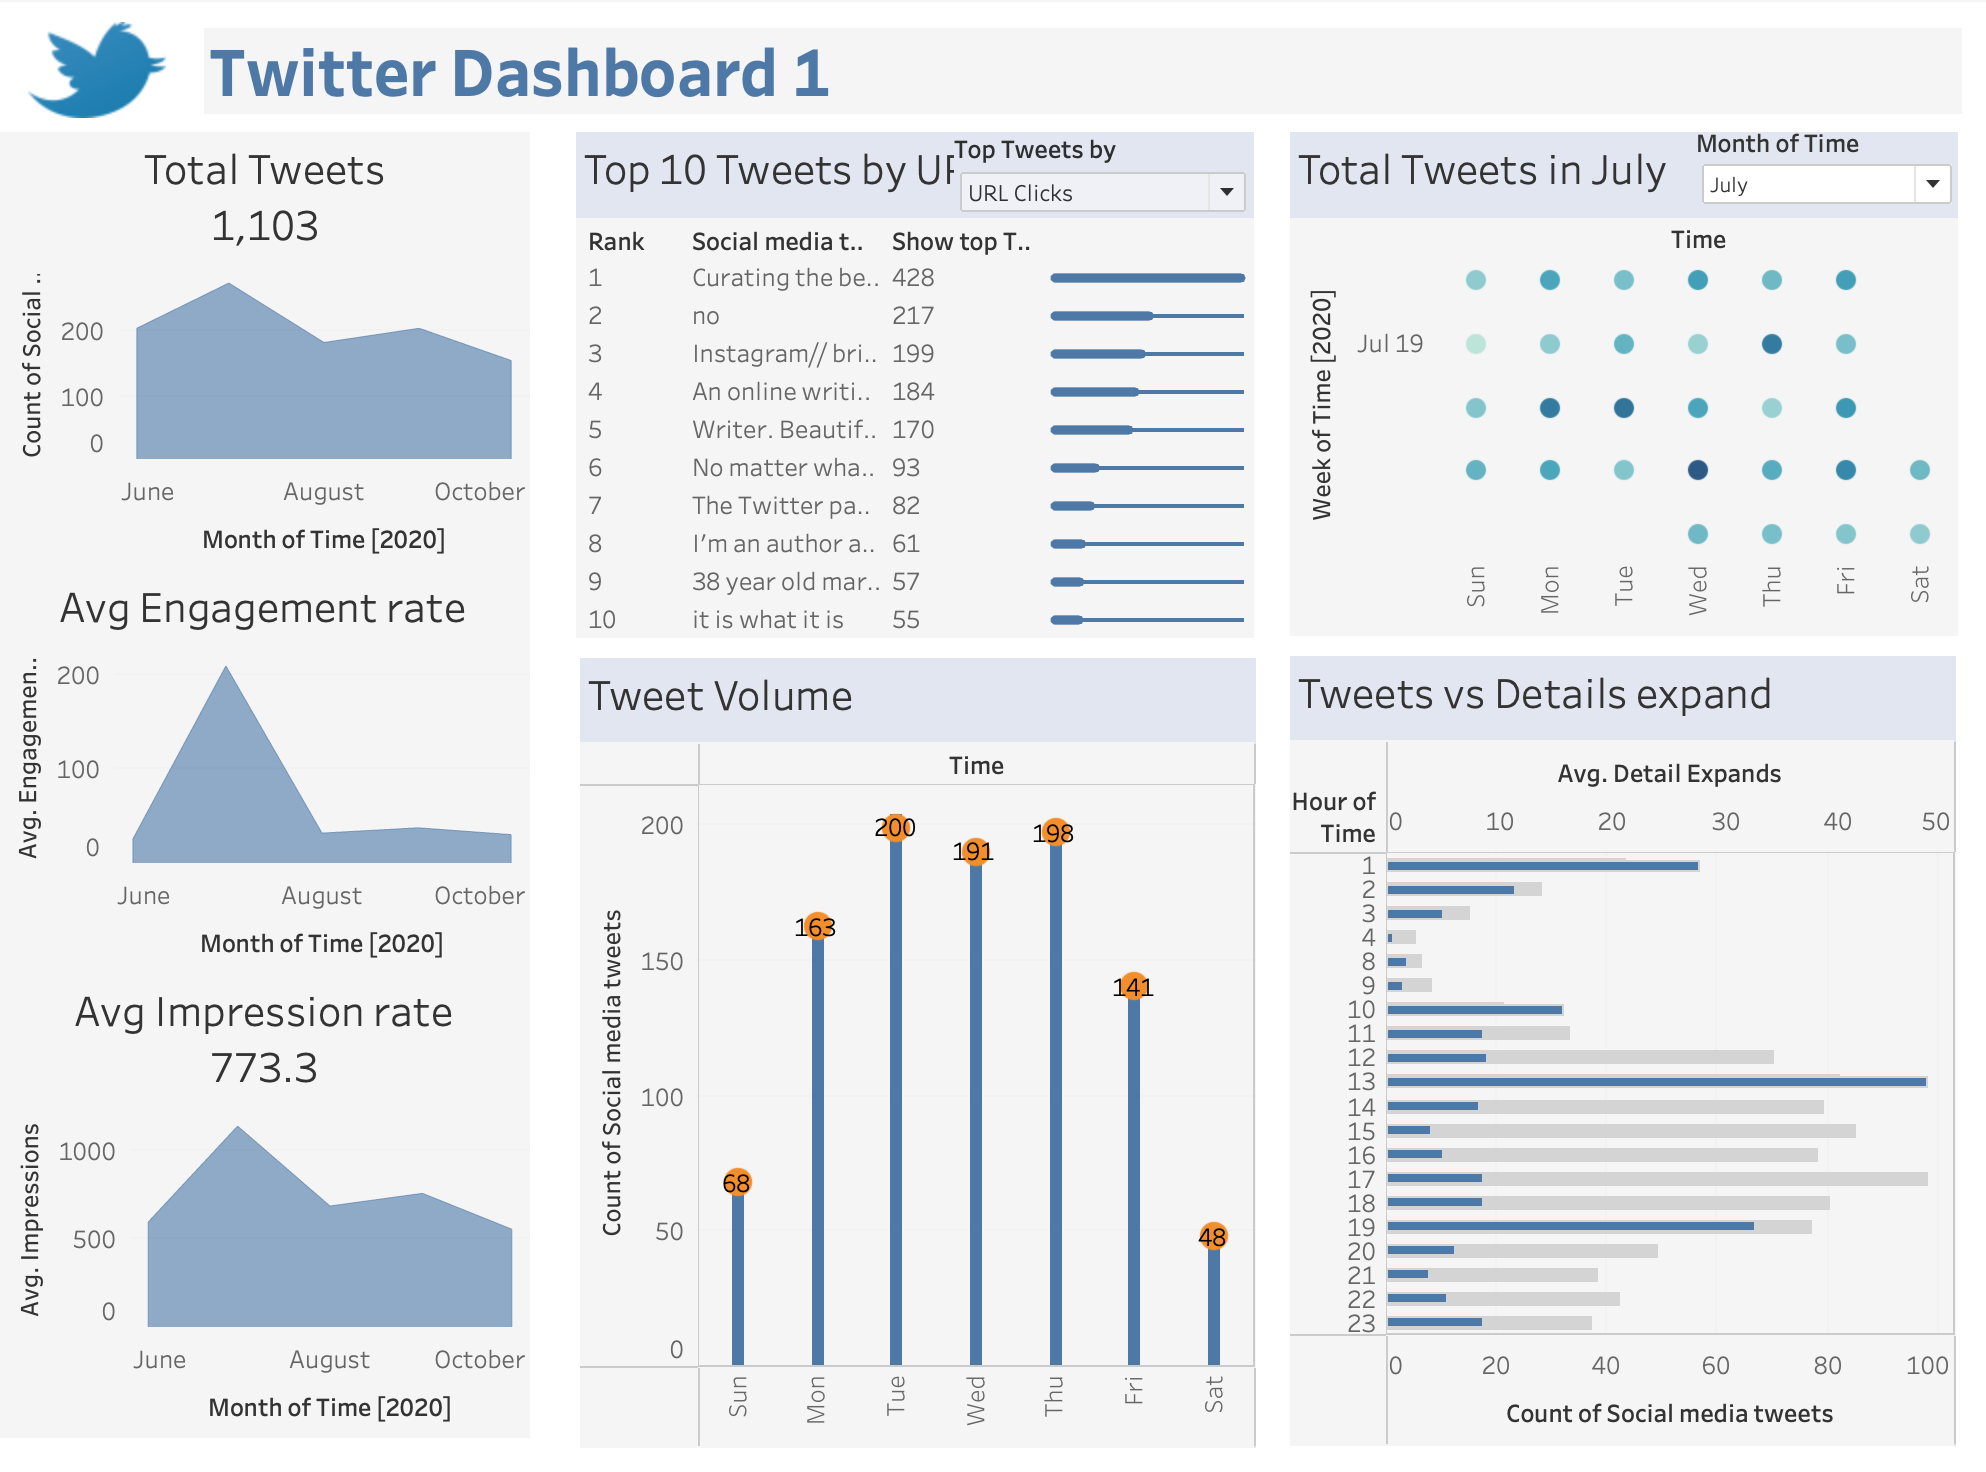 Twitter Dashboard 1
Total Tweets
1,103
Count of Social ..
200
100
0
June August October
Month of Time [2020]
Avg Engagement rate
Avg. Engagemen..
200
100
0
June August October
Month of Time [2020]
Avg Impression rate
773.3
Avg. Impressions
1000
500
0
June August October
Month of Time [2020]
Top 10 Tweets by
Top Tweets by
URL Clicks
Rank Social media t.. Show top T..
1 Curating the be.. 428
2 no 217
3 Instagram// bri.. 199
4 An online writi.. 184
5 Writer. Beautif.. 170
6 No matter wha.. 93
7 The Twitter pa.. 82
8 I'm an author a.. 61
9 38 year old mar.. 57
10 it is what it is 55
Total Tweets in July
Month of Time
July
Time
Week of Time [2020]
Jul 19
Sun Mon Tue Wed Thu Fri Sat
Tweet Volume
Time
Count of Social media tweets
200
150
100
50
0
68 163 200 191 198 141 48
Sun Mon Tue Wed Thu Fri Sat
Tweets vs Details expand
Avg. Detail Expands
Hour of
Time
0 10 20 30 40 50
1
2
3
4
8
9
10
11
12
13
14
15
16
17
18
19
20
21
22
23
0 20 40 60 80 100
Count of Social media tweets